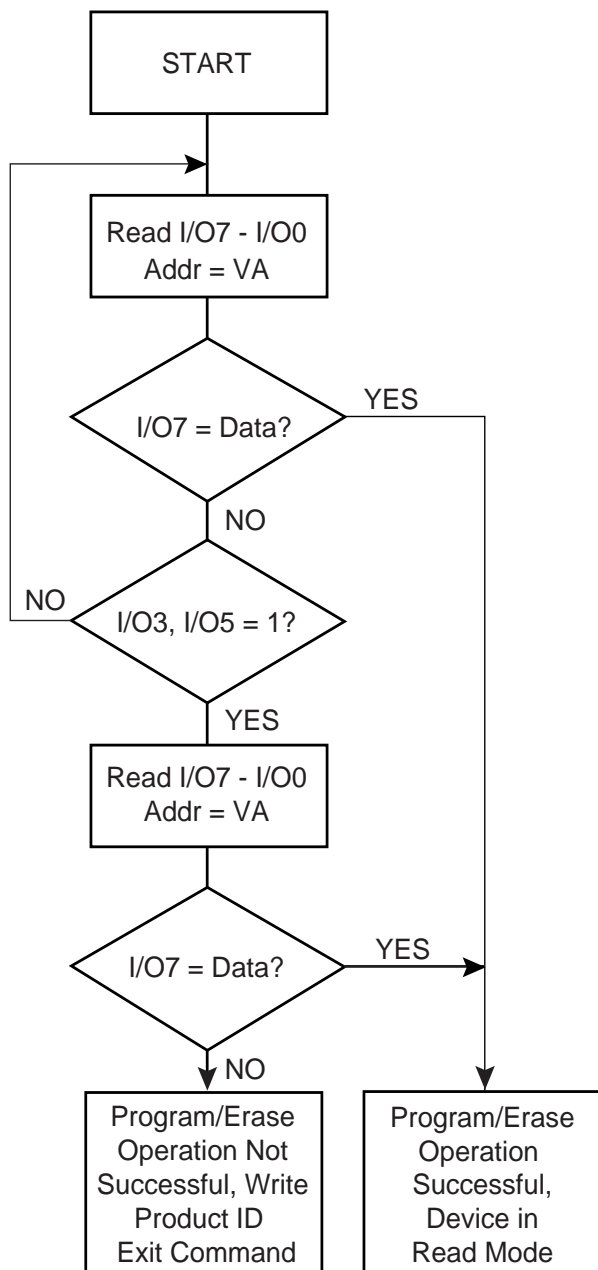 START
Read I/O7 - I/O0
Addr = VA
YES
I/O7 = Data?
NO
NO
I/O3, I/O5 = 1?
YES
Read I/O7 - I/O0
Addr = VA
YES
I/O7 = Data?
NO
Program/Erase
Operation Not
Successful, Write
Product ID
Exit Command
Program/Erase
Operation
Successful,
Device in
Read Mode